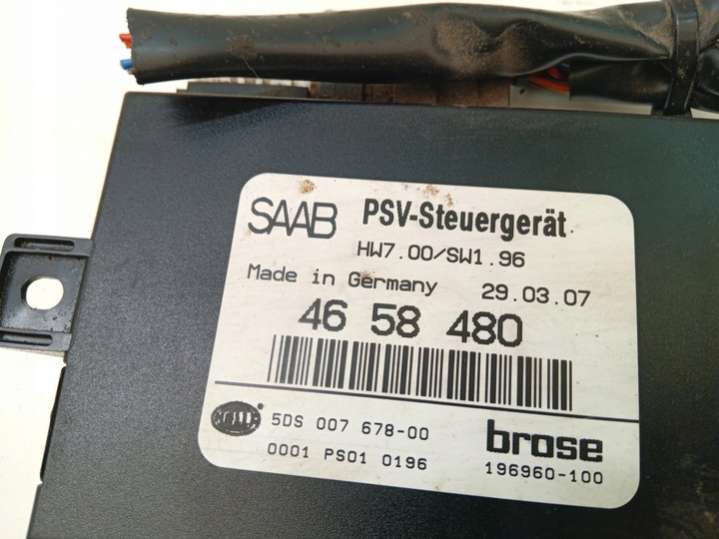 SAAB PSV-Steuergerät
HW7.00/SW1.96
Made in Germany 29.03.07
46 58 480
HELLA 5DS 007 678-00
0001 PS01 0196
brose
196960-100